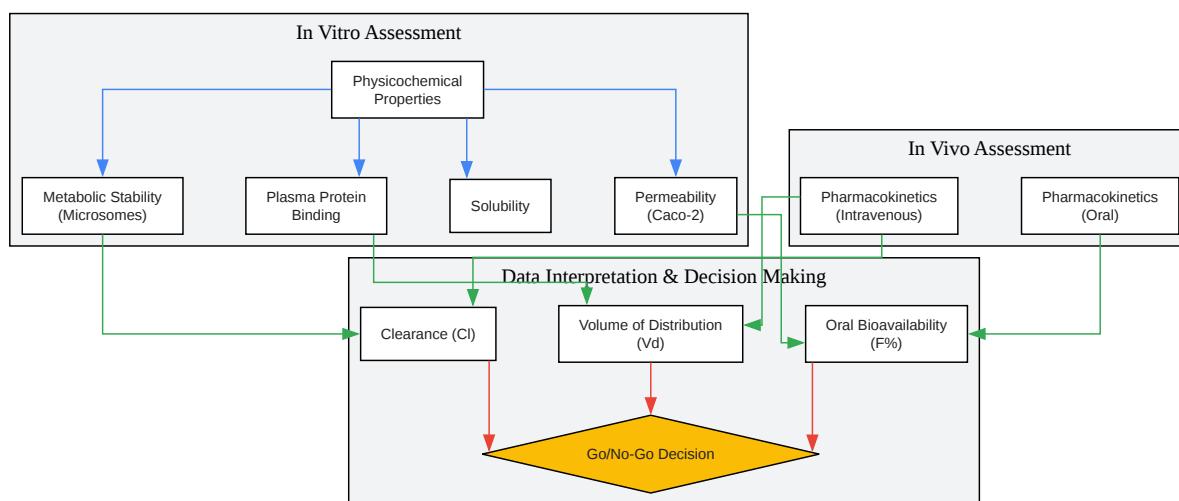 In Vitro Assessment
Physicochemical
Properties
Metabolic Stability
(Microsomes)
Plasma Protein
Binding
Solubility
Permeability
(Caco-2)
In Vivo Assessment
Pharmacokinetics
(Intravenous)
Pharmacokinetics
(Oral)
Data Interpretation & Decision Making
Clearance (Cl)
Volume of Distribution
(Vd)
Oral Bioavailability
(F%)
Go/No-Go Decision